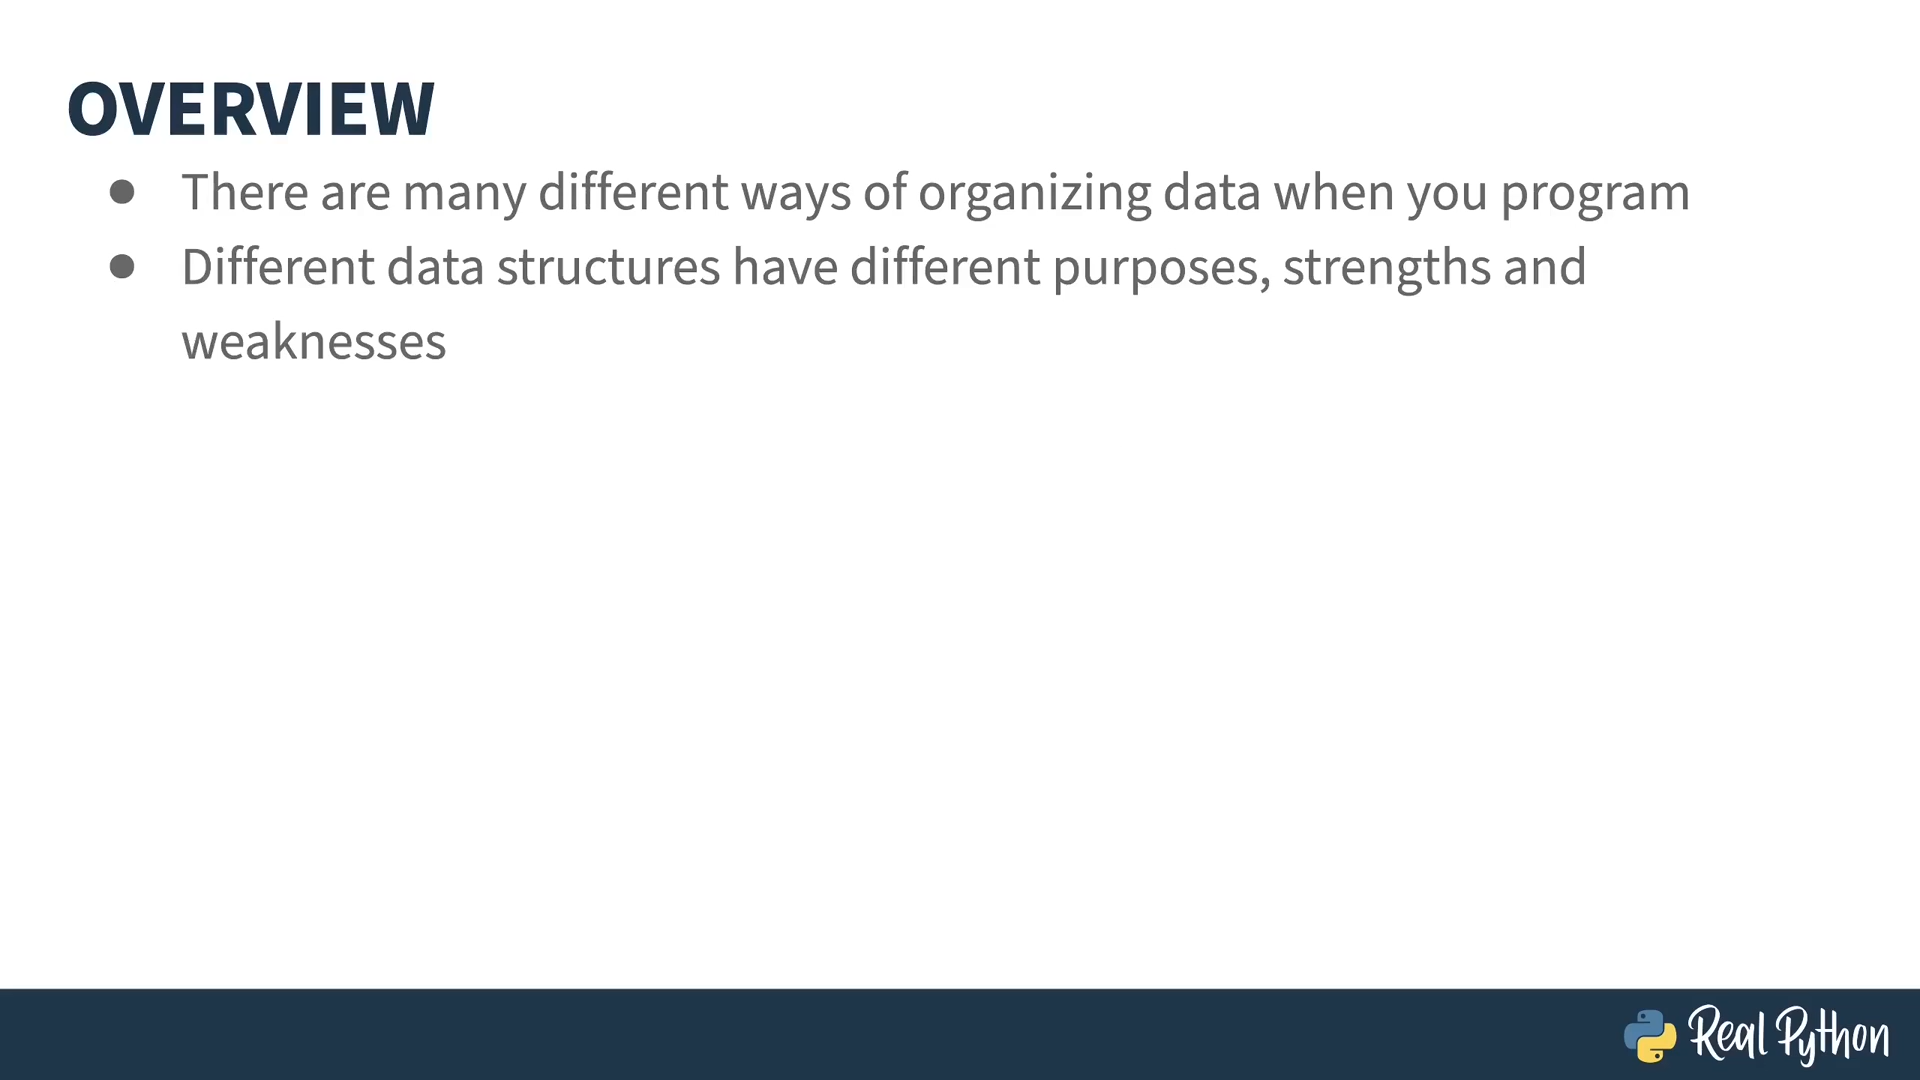 OVERVIEW
● There are many different ways of organizing data when you program
● Different data structures have different purposes, strengths and
weaknesses
Real Python